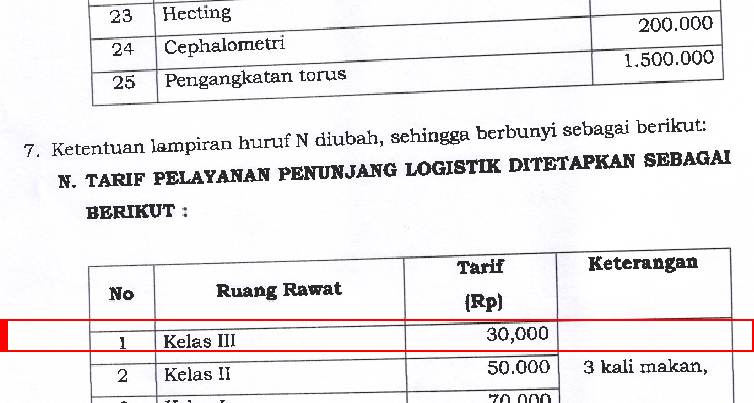 23 Hecting
24 Cephalometri 200.000
25 Pengangkatan torus 1.500.000
7. Ketentuan lampiran huruf N diubah, sehingga berbunyi sebagai berikut:
N. TARIF PELAYANAN PENUNJANG LOGISTIK DITETAPKAN SEBAGAI
BERIKUT :
No Ruang Rawat Tarif (Rp) Keterangan
1 Kelas III 30,000
2 Kelas II 50.000 3 kali makan,
70.000